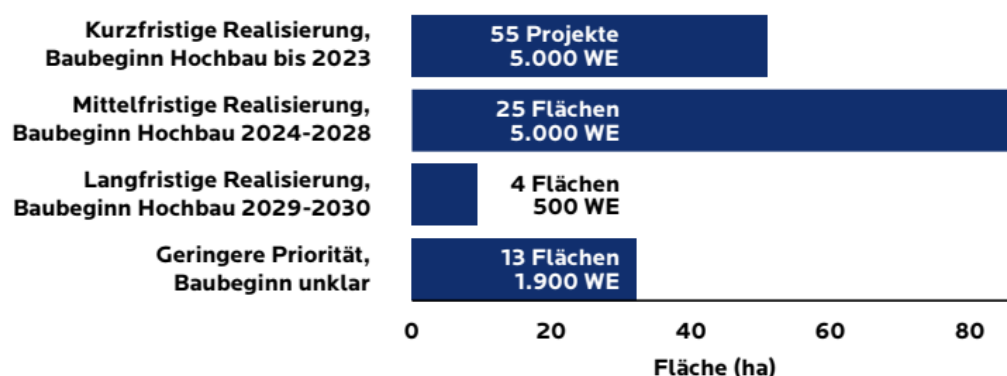 Kurzfristige Realisierung,
Baubeginn Hochbau bis 2023
55 Projekte
5.000 WE
Mittelfristige Realisierung,
Baubeginn Hochbau 2024-2028
25 Flächen
5.000 WE
Langfristige Realisierung,
Baubeginn Hochbau 2029-2030
4 Flächen
500 WE
Geringere Priorität,
Baubeginn unklar
13 Flächen
1.900 WE
0 20 40 60 80
Fläche (ha)